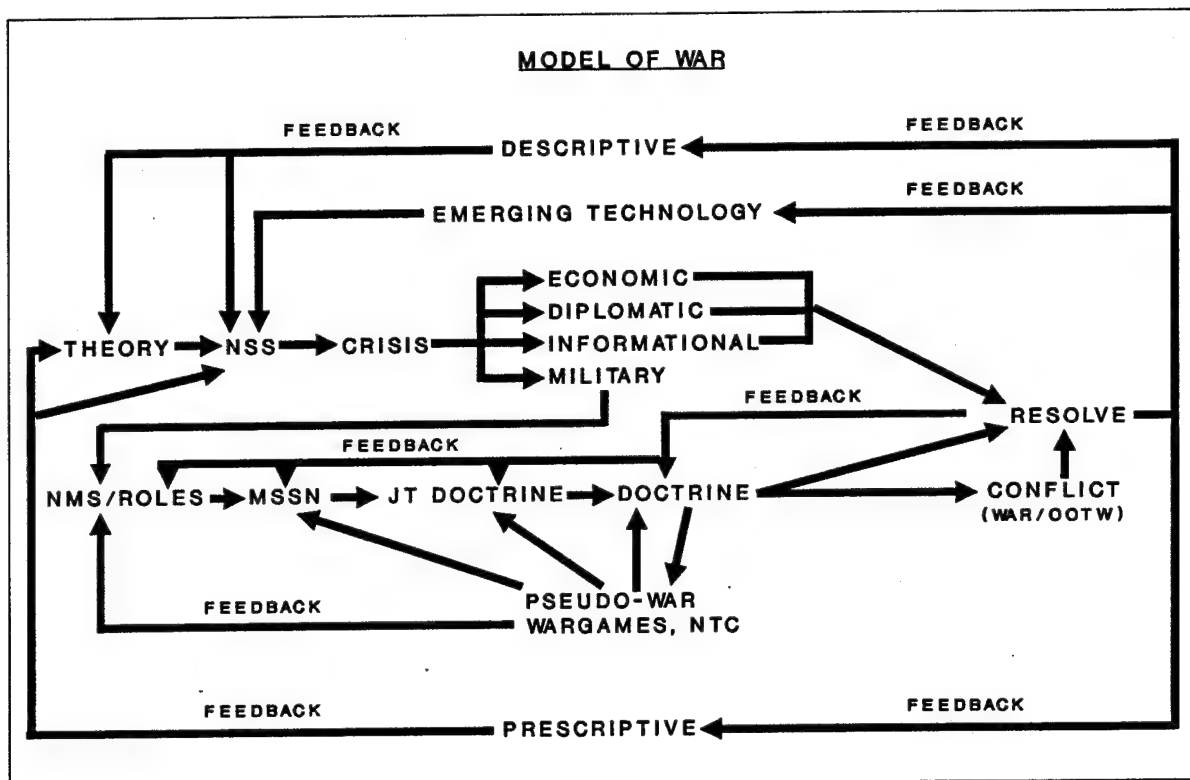 MODEL OF WAR
FEEDBACK
FEEDBACK
DESCRIPTIVE
FEEDBACK
EMERGING TECHNOLOGY
ECONOMIC
DIPLOMATIC
THEORY
NSS
CRISIS
INFORMATIONAL
MILITARY
FEEDBACK
RESOLVE
FEEDBACK
NMS/ROLES
MSSN
JT DOCTRINE
DOCTRINE
CONFLICT
(WAR/OOTW)
PSEUDO-WAR
WARGAMES, NTC
FEEDBACK
FEEDBACK
FEEDBACK
PRESCRIPTIVE